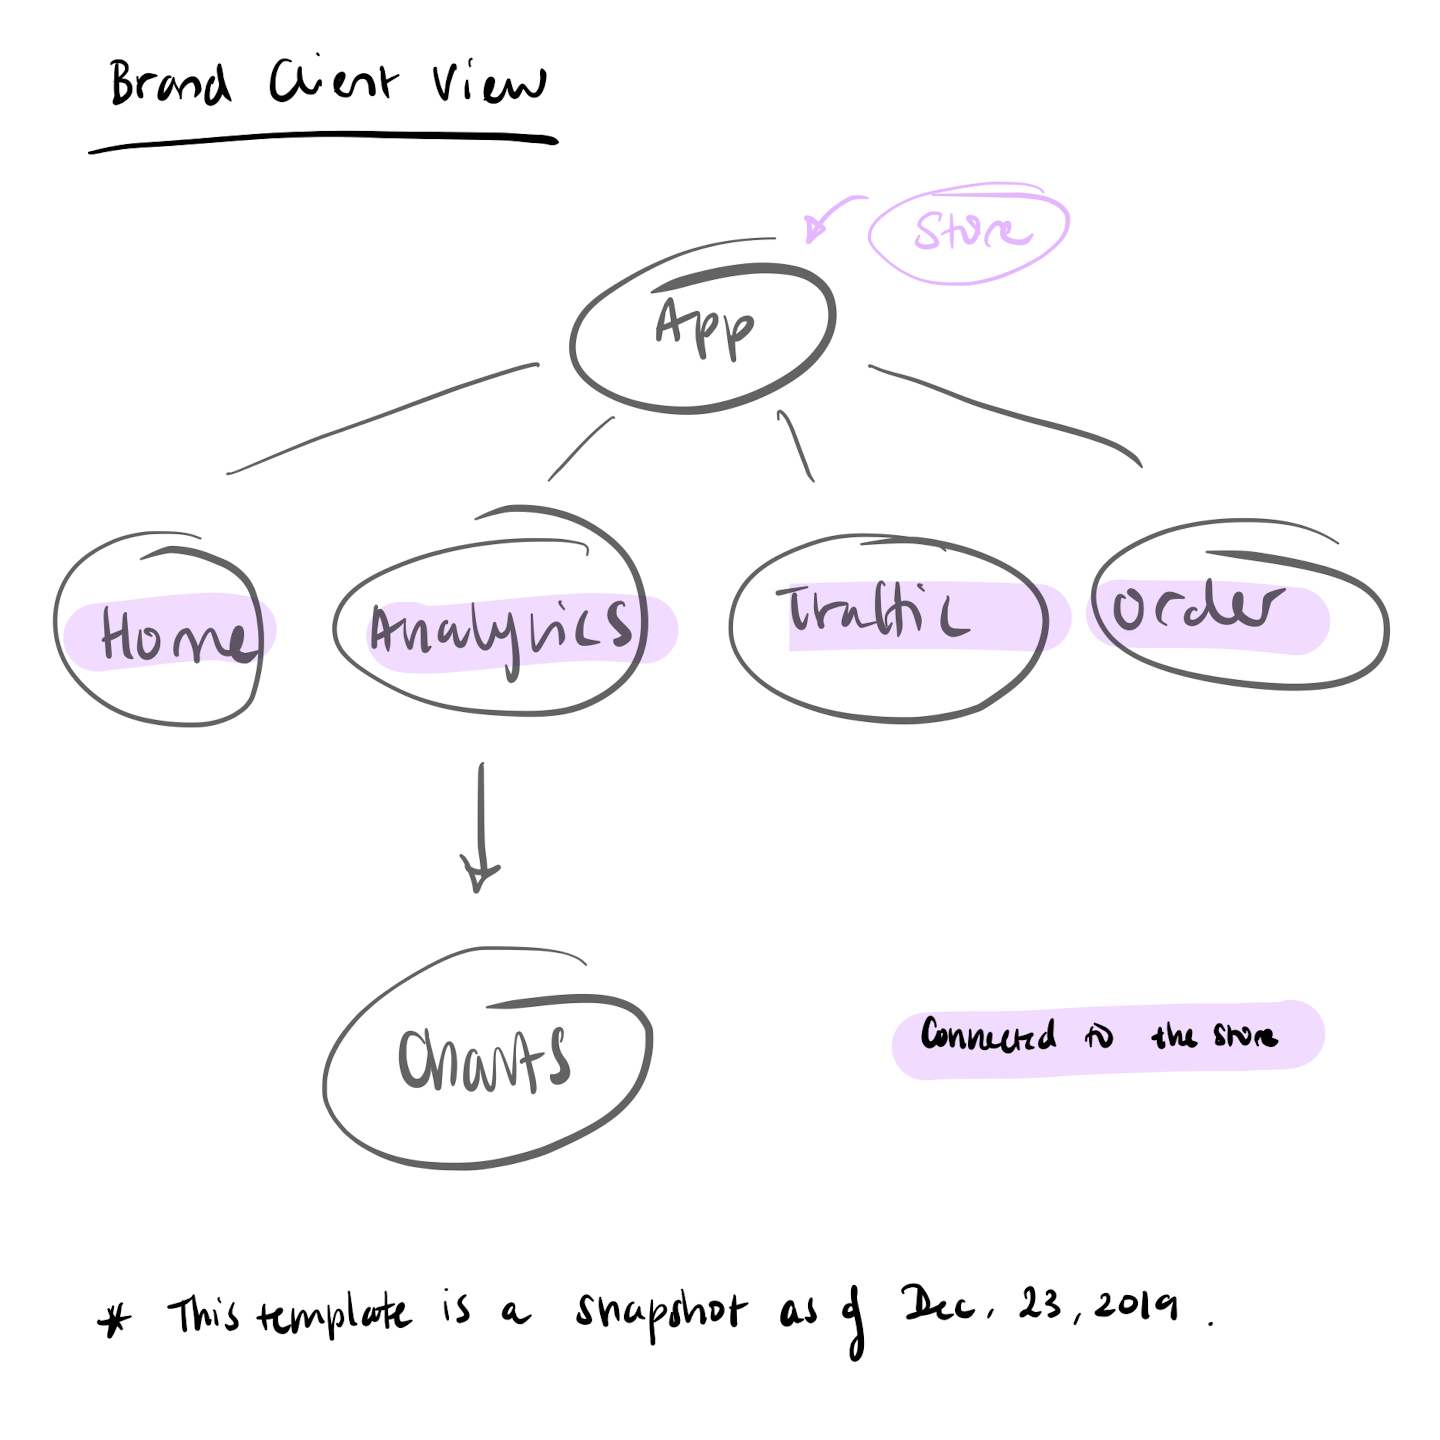 Brand Client View
Store
App
Home
Analytics
Traffic
order
Charts
Connected to the store
* This template is a snapshot as of Dec. 23, 2019.